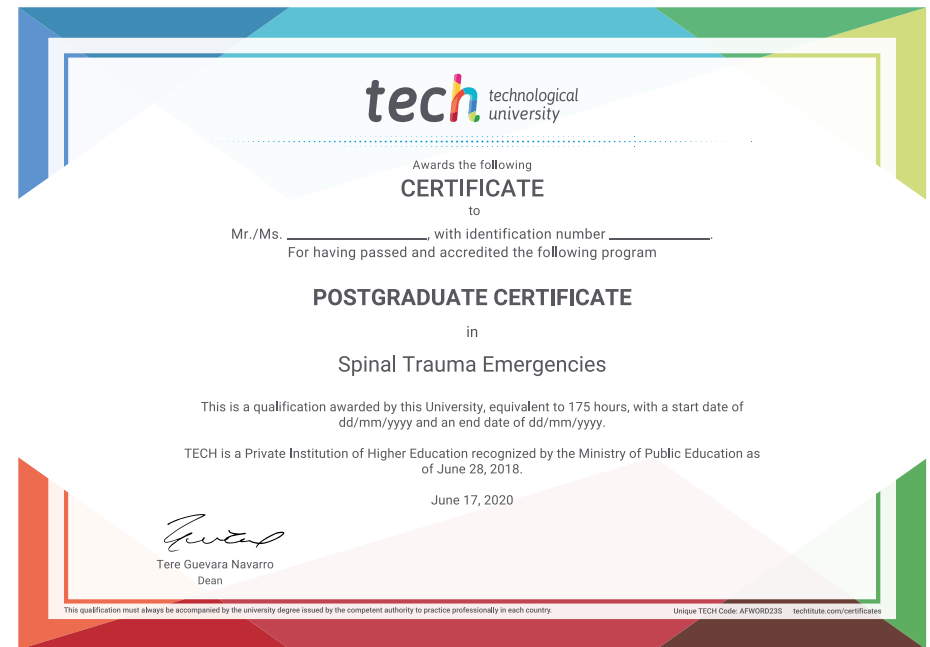 tech technological
university
Awards the following
CERTIFICATE
to
Mr./Ms. ____________________, with identification number ______________.
For having passed and accredited the following program
POSTGRADUATE CERTIFICATE
in
Spinal Trauma Emergencies
This is a qualification awarded by this University, equivalent to 175 hours, with a start date of
dd/mm/yyyy and an end date of dd/mm/yyyy.
TECH is a Private Institution of Higher Education recognized by the Ministry of Public Education as
of June 28, 2018.
June 17, 2020
Tere Guevara Navarro
Dean
This qualification must always be accompanied by the university degree issued by the competent authority to practice professionally in each country.
Unique TECH Code: AFWORD23S techtitute.com/certificates